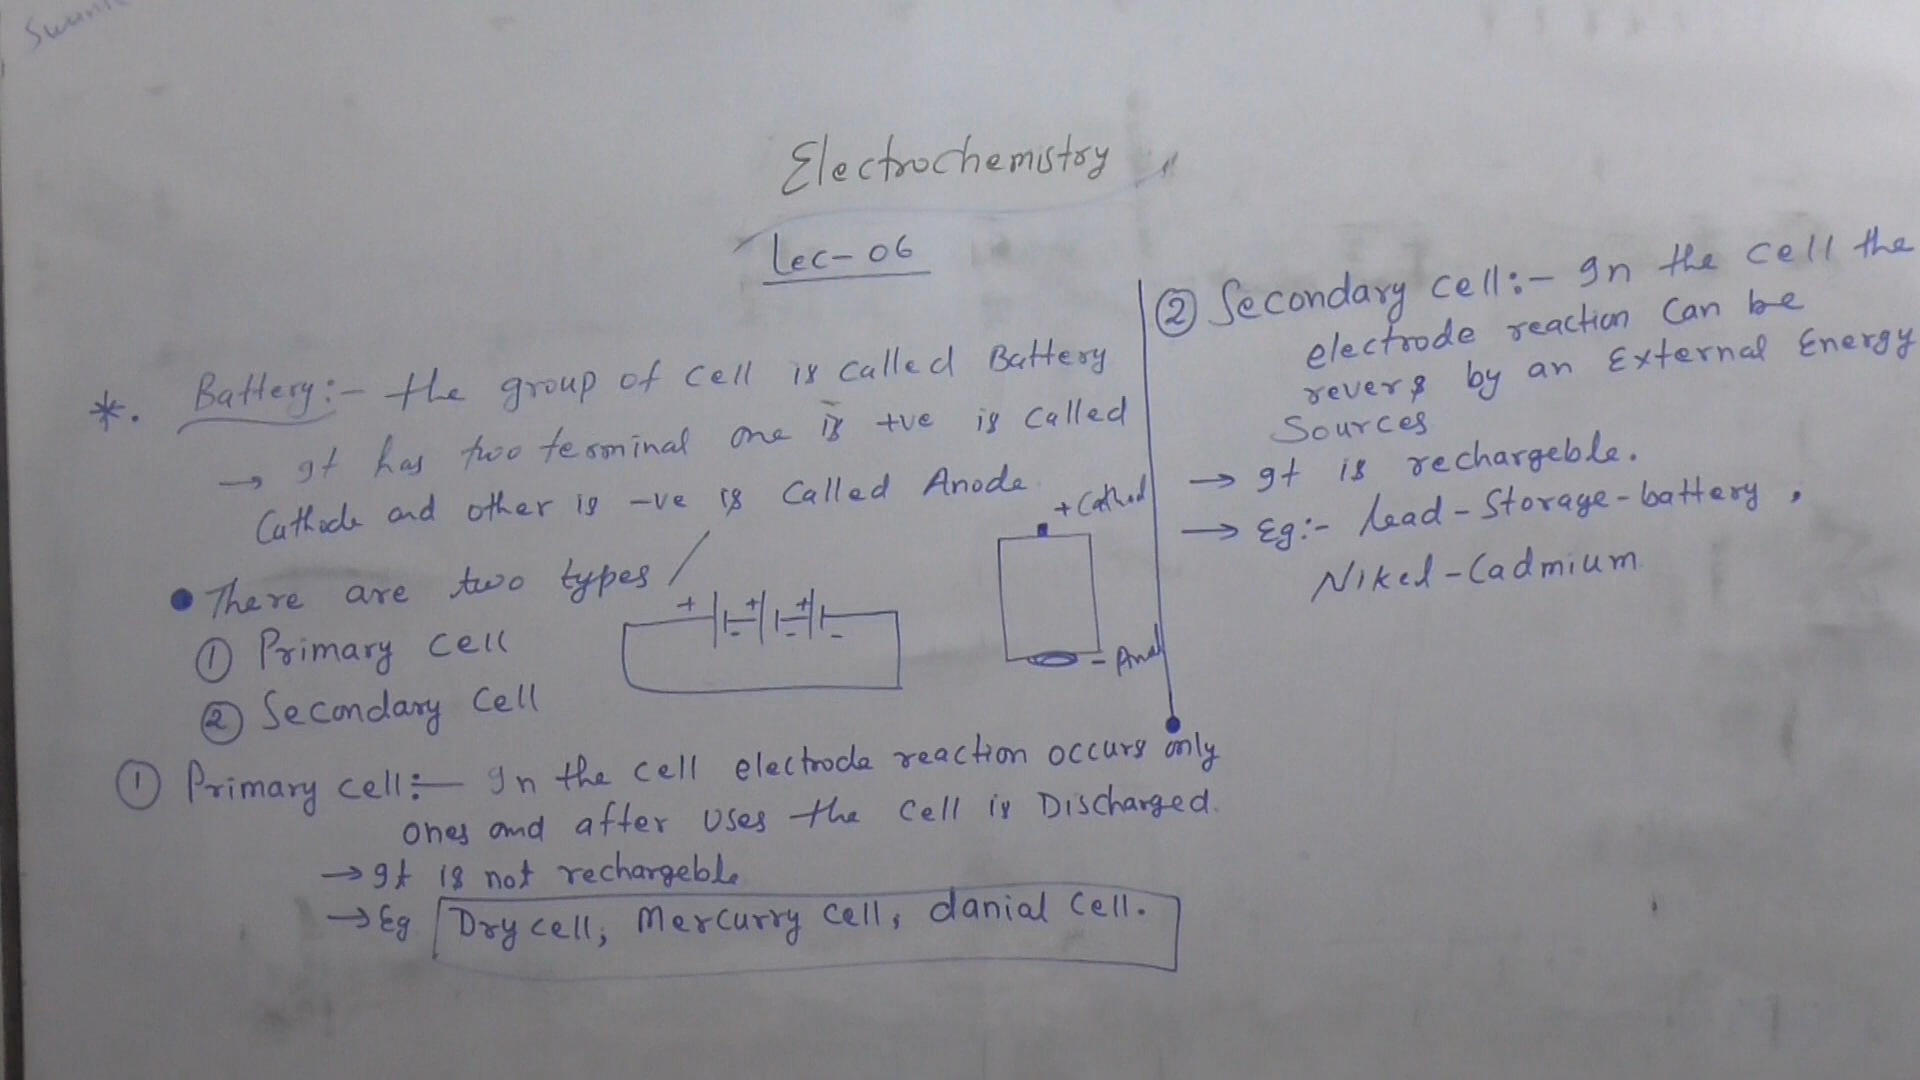 Electrochemistry
Lec-06
*. Battery:- the group of cell is called Battery
→ It has two terminal one is +ve is called
Cathode and other is -ve is called Anode
• There are two types
① Primary cell
② Secondary Cell
+ + +
- - -
+ Cathod
- Anod
① Primary cell:- In the cell electrode reaction occurs only
ones and after uses the cell is Discharged.
→ It is not rechargeble
→ Eg Dry cell, Mercurry Cell, danial Cell.
② Secondary cell:- In the cell the
electrode reaction Can be
revers by an External Energy
Sources
→ It is rechargeble.
→ Eg:- Lead-Storage-battery,
Nikel-Cadmium